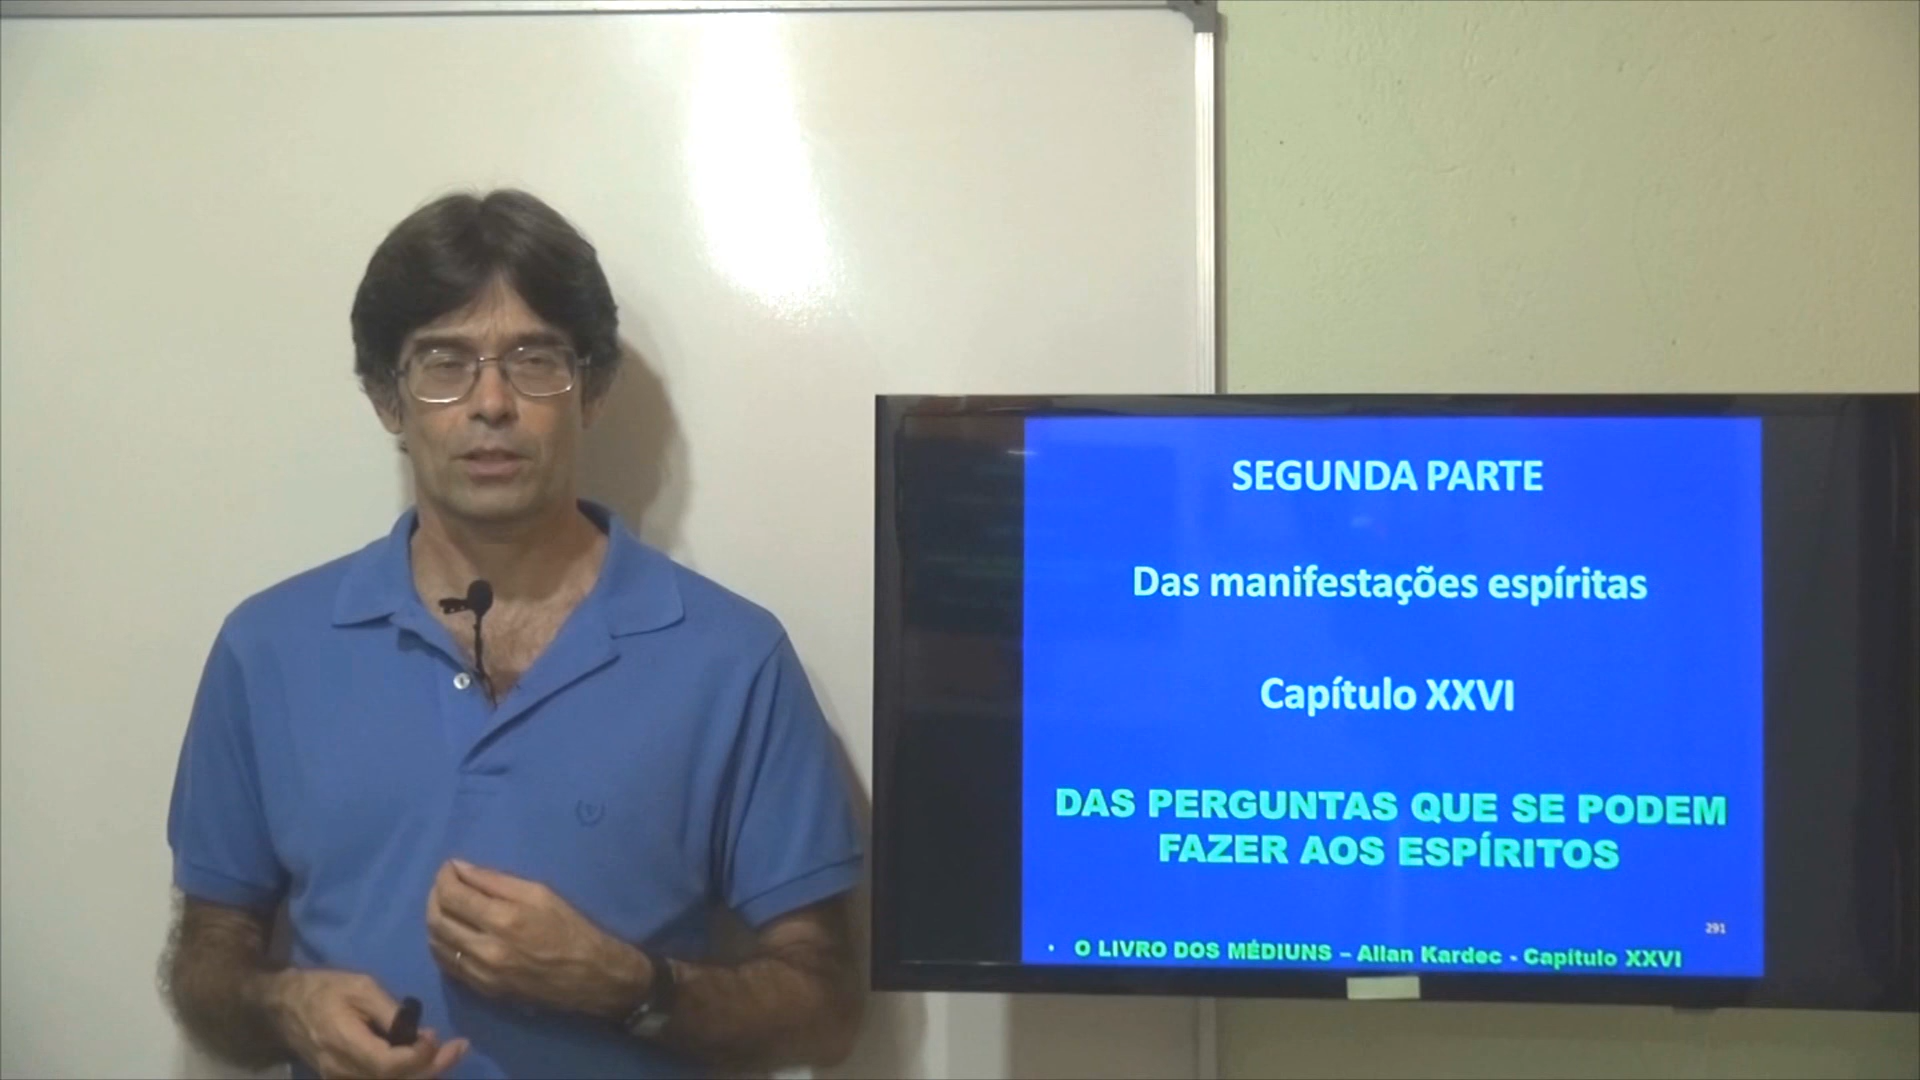 SEGUNDA PARTE
Das manifestações espíritas
Capítulo XXVI
DAS PERGUNTAS QUE SE PODEM
FAZER AOS ESPÍRITOS
291
• O LIVRO DOS MÉDIUNS – Allan Kardec - Capítulo XXVI